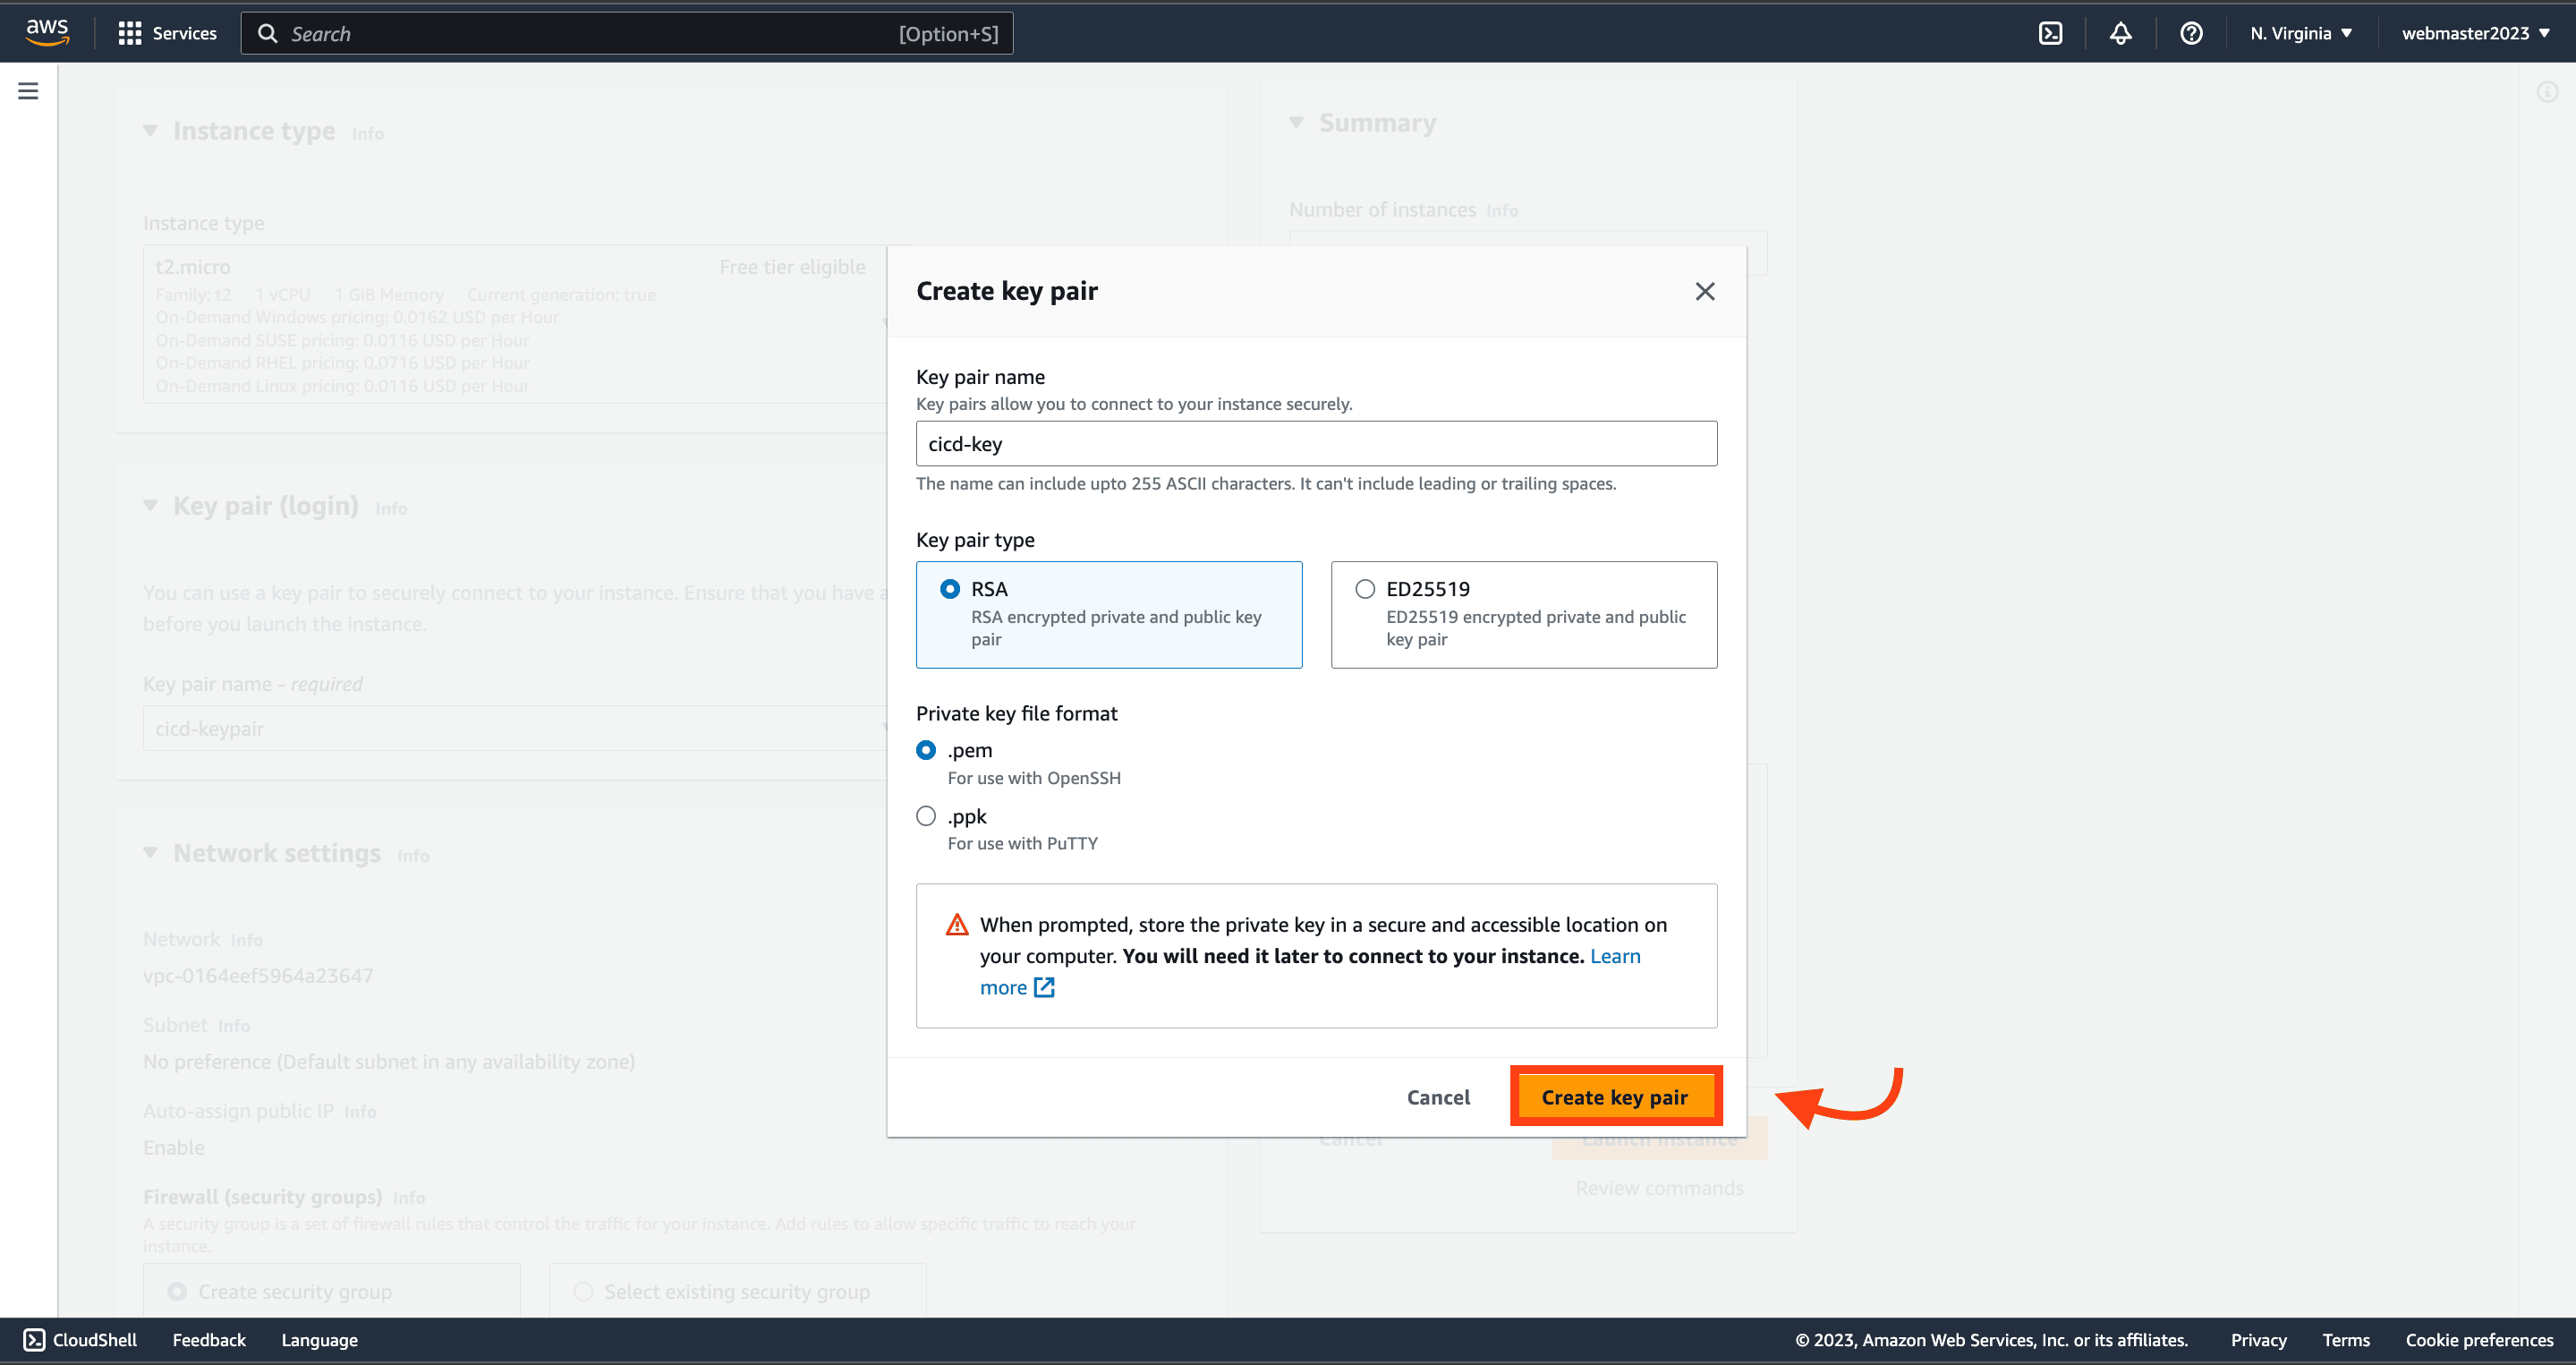 aws
Services
Search
[Option+S]
N. Virginia
webmaster2023
Instance type Info
Instance type
t2.micro
Free tier eligible
Family: t2 1 vCPU 1 GiB Memory Current generation: true
On-Demand Windows pricing: 0.0162 USD per Hour
On-Demand SUSE pricing: 0.0116 USD per Hour
On-Demand RHEL pricing: 0.0716 USD per Hour
On-Demand Linux pricing: 0.0116 USD per Hour
Key pair (login) Info
You can use a key pair to securely connect to your instance. Ensure that you have a
before you launch the instance.
Key pair name - required
cicd-keypair
Network settings Info
Network Info
vpc-0164eef5964a23647
Subnet Info
No preference (Default subnet in any availability zone)
Auto-assign public IP Info
Enable
Firewall (security groups) Info
A security group is a set of firewall rules that control the traffic for your instance. Add rules to allow specific traffic to reach your
instance.
Create security group
Select existing security group
Summary
Number of instances Info
Create key pair
Key pair name
Key pairs allow you to connect to your instance securely.
cicd-key
The name can include upto 255 ASCII characters. It can't include leading or trailing spaces.
Key pair type
RSA
RSA encrypted private and public key
pair
ED25519
ED25519 encrypted private and public
key pair
Private key file format
.pem
For use with OpenSSH
.ppk
For use with PuTTY
When prompted, store the private key in a secure and accessible location on
your computer. You will need it later to connect to your instance. Learn
more
Cancel
Create key pair
Cancel
Launch instance
Review commands
CloudShell
Feedback
Language
© 2023, Amazon Web Services, Inc. or its affiliates.
Privacy
Terms
Cookie preferences